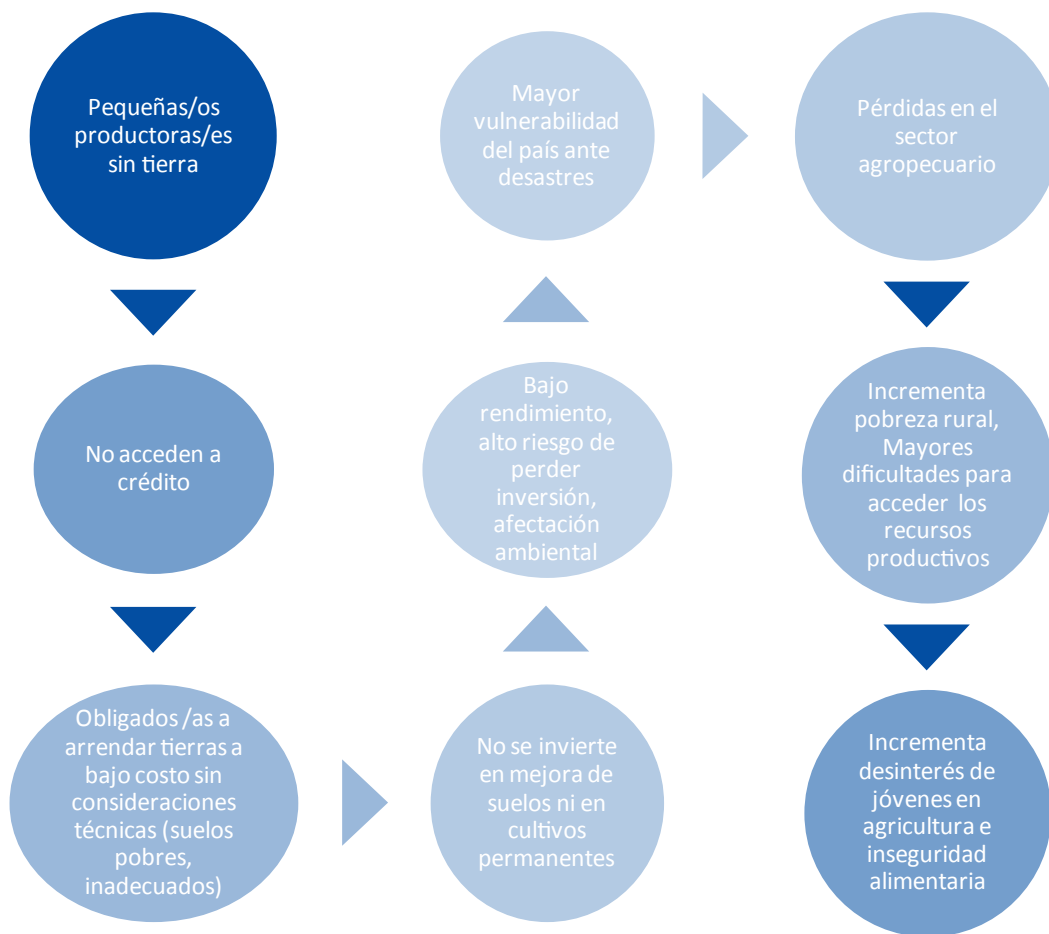 Pequeñas/os
productoras/es
sin tierra
No acceden a
crédito
Obligados /as a
arrendar tierras a
bajo costo sin
consideraciones
técnicas (suelos
pobres,
inadecuados)
No se invierte
en mejora de
suelos ni en
cultivos
permanentes
Bajo
rendimiento,
alto riesgo de
perder
inversión,
afectación
ambiental
Mayor
vulnerabilidad
del país ante
desastres
Pérdidas en el
sector
agropecuario
Incrementa
pobreza rural,
Mayores
dificultades para
acceder los
recursos
productivos
Incrementa
desinterés de
jóvenes en
agricultura e
inseguridad
alimentaria